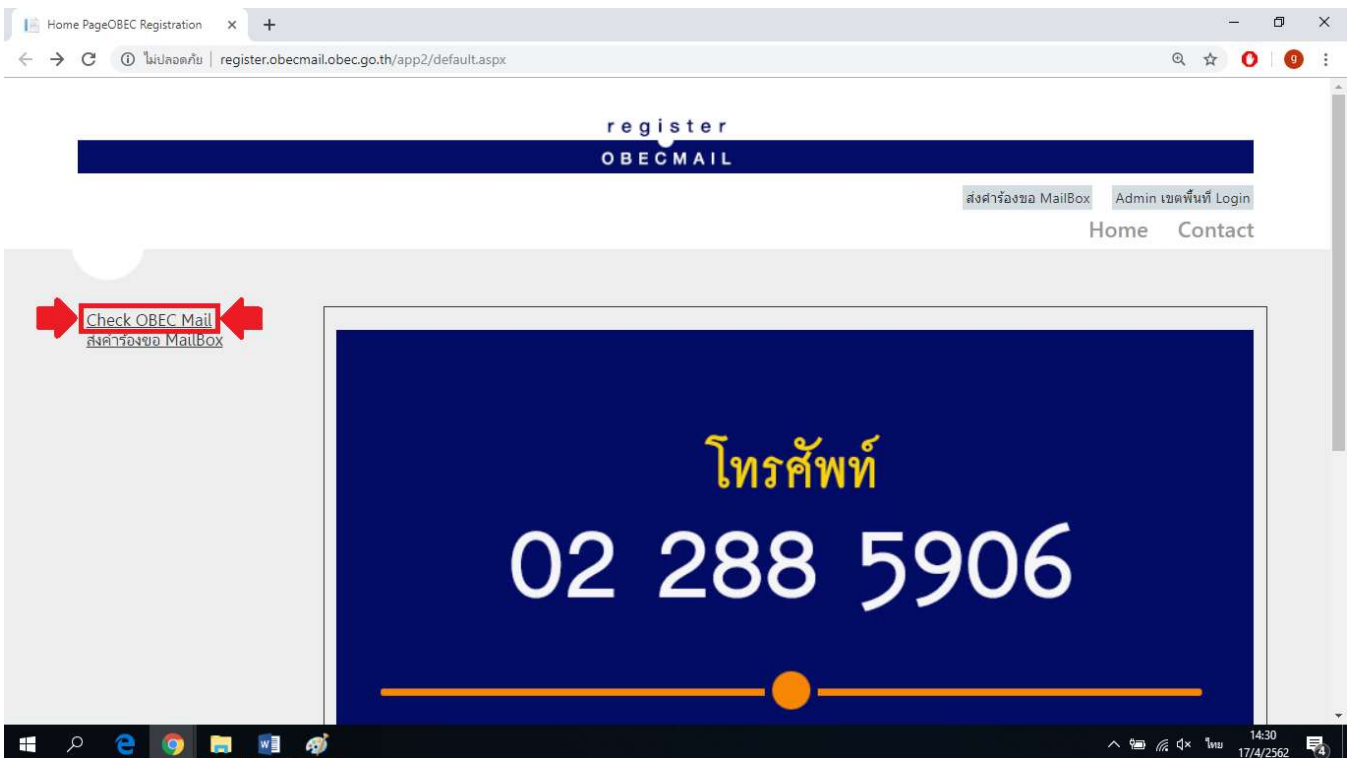 Home PageOBEC Registration
ไม่ปลอดภัย | register.obecmail.obec.go.th/app2/default.aspx
g
register
OBECMAIL
ส่งคำร้องขอ MailBox Admin เขตพื้นที่ Login
Home Contact
Check OBEC Mail
ส่งคำร้องขอ MailBox
โทรศัพท์
02 288 5906
ไทย
14:30
17/4/2562
4